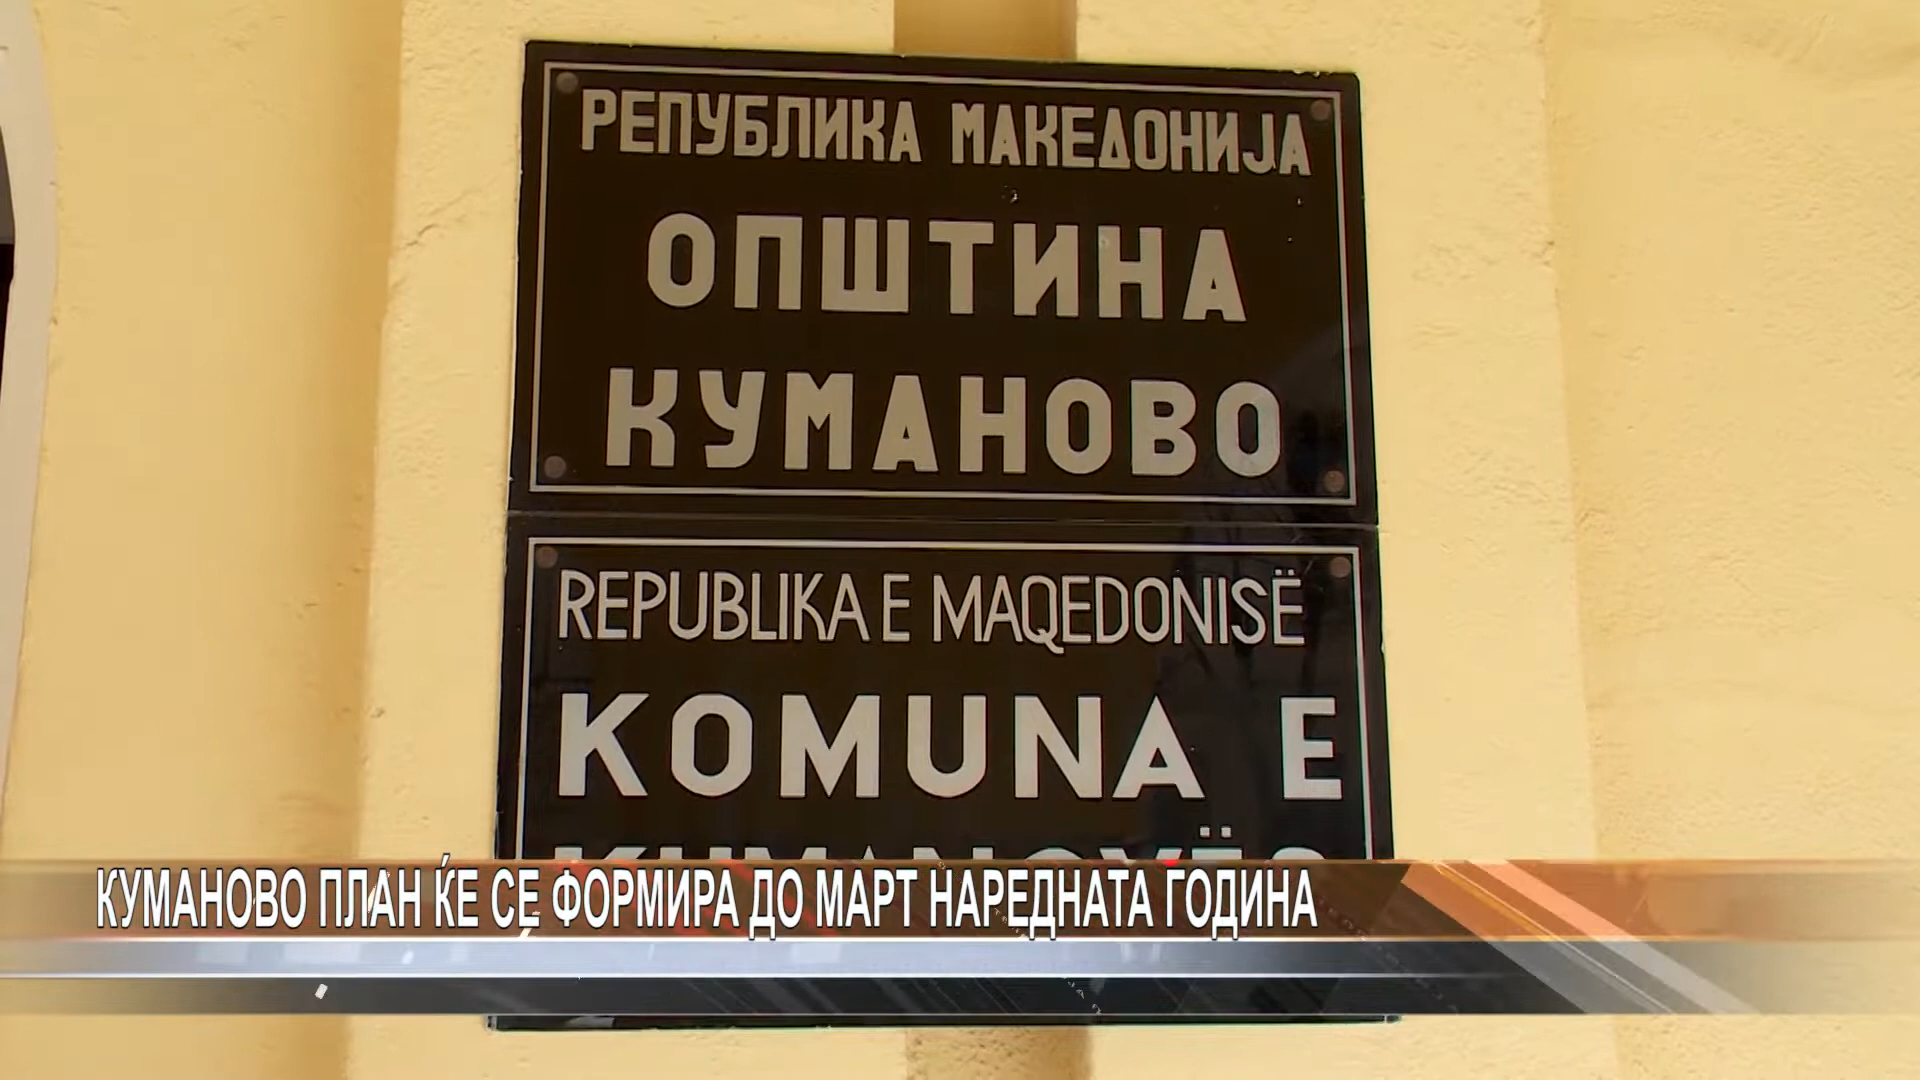 РЕПУБЛИКА МАКЕДОНИЈА
ОПШТИНА
КУМАНОВО
REPUBLIKA E MAQEDONISË
KOMUNA E
КУМАНОВО ПЛАН ЌЕ СЕ ФОРМИРА ДО МАРТ НАРЕДНАТА ГОДИНА